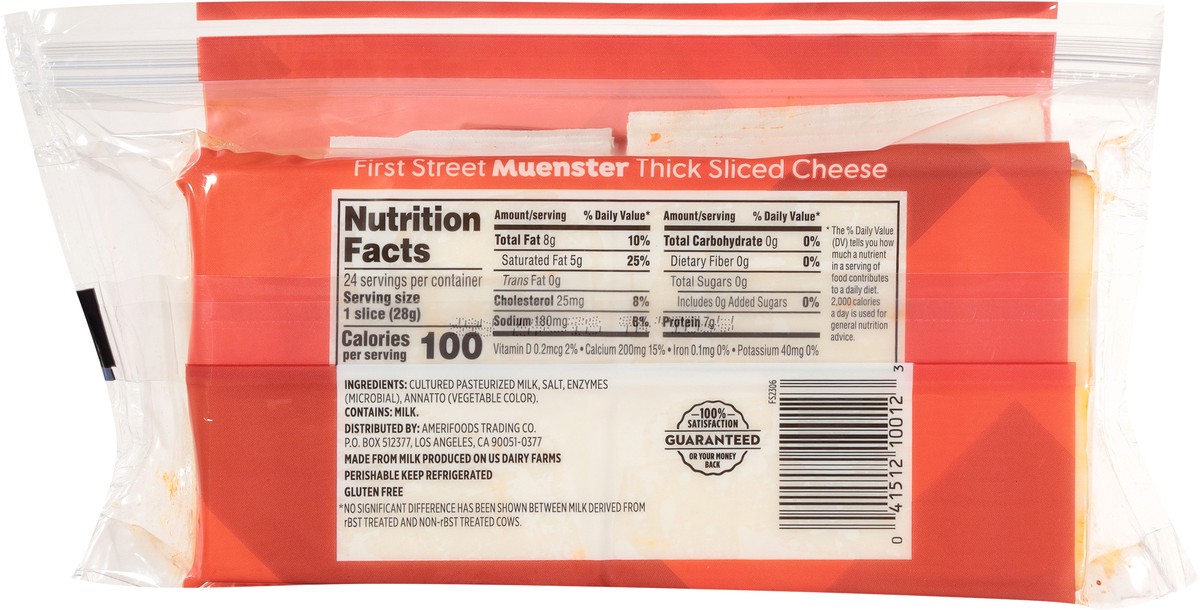 First Street Muenster Thick Sliced Cheese
Nutrition
Facts
24 servings per container
Serving size
1 slice (28g)
Calories
per serving 100
Amount/serving % Daily Value*
Total Fat 8g 10%
Saturated Fat 5g 25%
Trans Fat 0g
Cholesterol 25mg 8%
Sodium 180mg 8%
Amount/serving % Daily Value*
Total Carbohydrate 0g 0%
Dietary Fiber 0g 0%
Total Sugars 0g
Includes 0g Added Sugars 0%
Protein 7g
Vitamin D 0.2mcg 2% • Calcium 200mg 15% • Iron 0.1mg 0% • Potassium 40mg 0%
* The % Daily Value
(DV) tells you how
much a nutrient
in a serving of
food contributes
to a daily diet.
2,000 calories
a day is used for
general nutrition
advice.
INGREDIENTS: CULTURED PASTEURIZED MILK, SALT, ENZYMES
(MICROBIAL), ANNATTO (VEGETABLE COLOR).
CONTAINS: MILK.
DISTRIBUTED BY: AMERIFOODS TRADING CO.
P.O. BOX 512377, LOS ANGELES, CA 90051-0377
MADE FROM MILK PRODUCED ON US DAIRY FARMS
PERISHABLE KEEP REFRIGERATED
GLUTEN FREE
*NO SIGNIFICANT DIFFERENCE HAS BEEN SHOWN BETWEEN MILK DERIVED FROM
rBST TREATED AND NON-rBST TREATED COWS.
100%
SATISFACTION
GUARANTEED
OR YOUR MONEY
BACK
FS2306
0 41512 10012 3